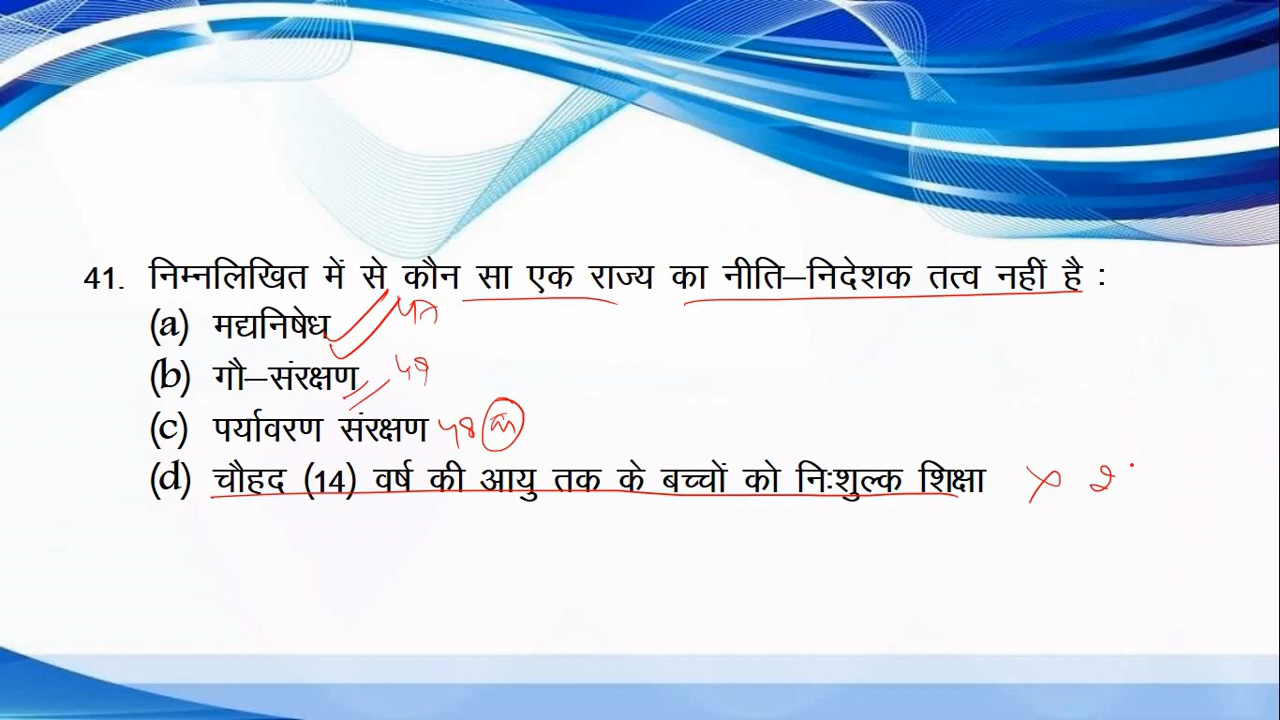 41. निम्नलिखित में से कौन सा एक राज्य का नीति–निदेशक तत्व नहीं है :
(a) मद्यनिषेध
(b) गौ–संरक्षण
(c) पर्यावरण संरक्षण
(d) चौहद (14) वर्ष की आयु तक के बच्चों को निःशुल्क शिक्षा